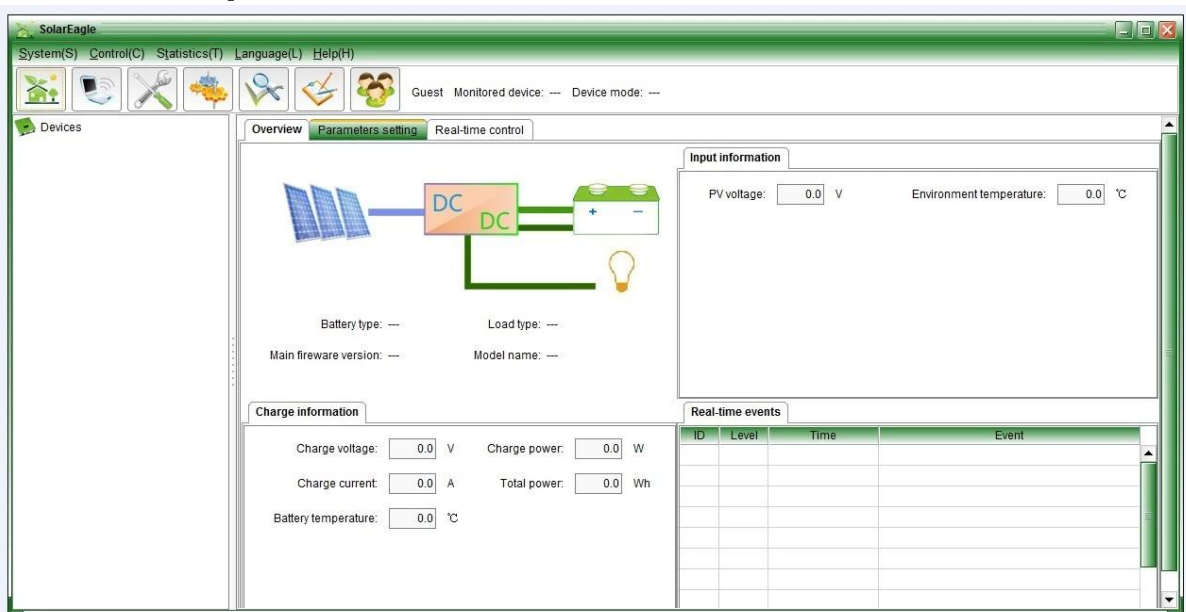 SolarEagle
System(S) Control(C) Statistics(T) Language(L) Help(H)
Guest Monitored device: --- Device mode: ---
Devices
Overview Parameters setting Real-time control
DC
DC
+ −
Battery type: --- Load type: ---
Main fireware version: --- Model name: ---
Input information
PV voltage: 0.0 V Environment temperature: 0.0 ℃
Charge information
Charge voltage: 0.0 V Charge power: 0.0 W
Charge current: 0.0 A Total power: 0.0 Wh
Battery temperature: 0.0 ℃
Real-time events
ID Level Time Event